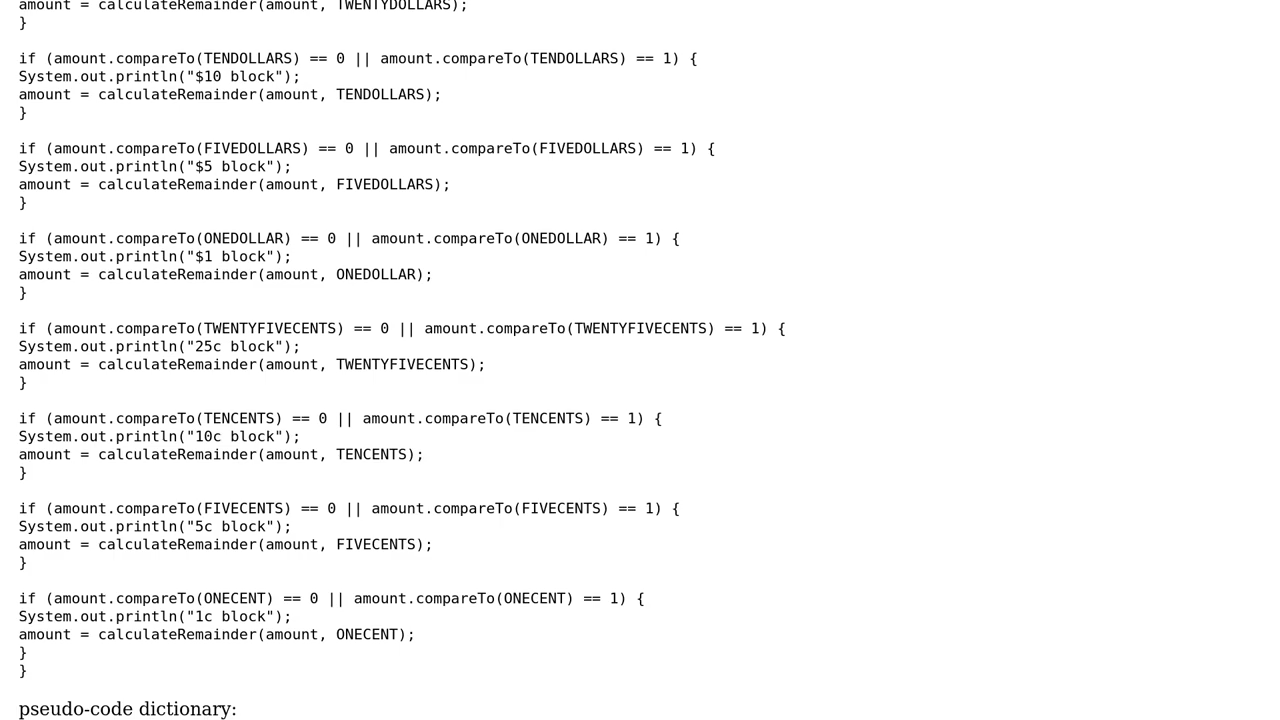 amount = calculateRemainder(amount, TWENTYDOLLARS);
}
if (amount.compareTo(TENDOLLARS) == 0 || amount.compareTo(TENDOLLARS) == 1) {
System.out.println("$10 block");
amount = calculateRemainder(amount, TENDOLLARS);
}
if (amount.compareTo(FIVEDOLLARS) == 0 || amount.compareTo(FIVEDOLLARS) == 1) {
System.out.println("$5 block");
amount = calculateRemainder(amount, FIVEDOLLARS);
}
if (amount.compareTo(ONEDOLLAR) == 0 || amount.compareTo(ONEDOLLAR) == 1) {
System.out.println("$1 block");
amount = calculateRemainder(amount, ONEDOLLAR);
}
if (amount.compareTo(TWENTYFIVECENTS) == 0 || amount.compareTo(TWENTYFIVECENTS) == 1) {
System.out.println("25c block");
amount = calculateRemainder(amount, TWENTYFIVECENTS);
}
if (amount.compareTo(TENCENTS) == 0 || amount.compareTo(TENCENTS) == 1) {
System.out.println("10c block");
amount = calculateRemainder(amount, TENCENTS);
}
if (amount.compareTo(FIVECENTS) == 0 || amount.compareTo(FIVECENTS) == 1) {
System.out.println("5c block");
amount = calculateRemainder(amount, FIVECENTS);
}
if (amount.compareTo(ONECENT) == 0 || amount.compareTo(ONECENT) == 1) {
System.out.println("1c block");
amount = calculateRemainder(amount, ONECENT);
}
}
pseudo-code dictionary: